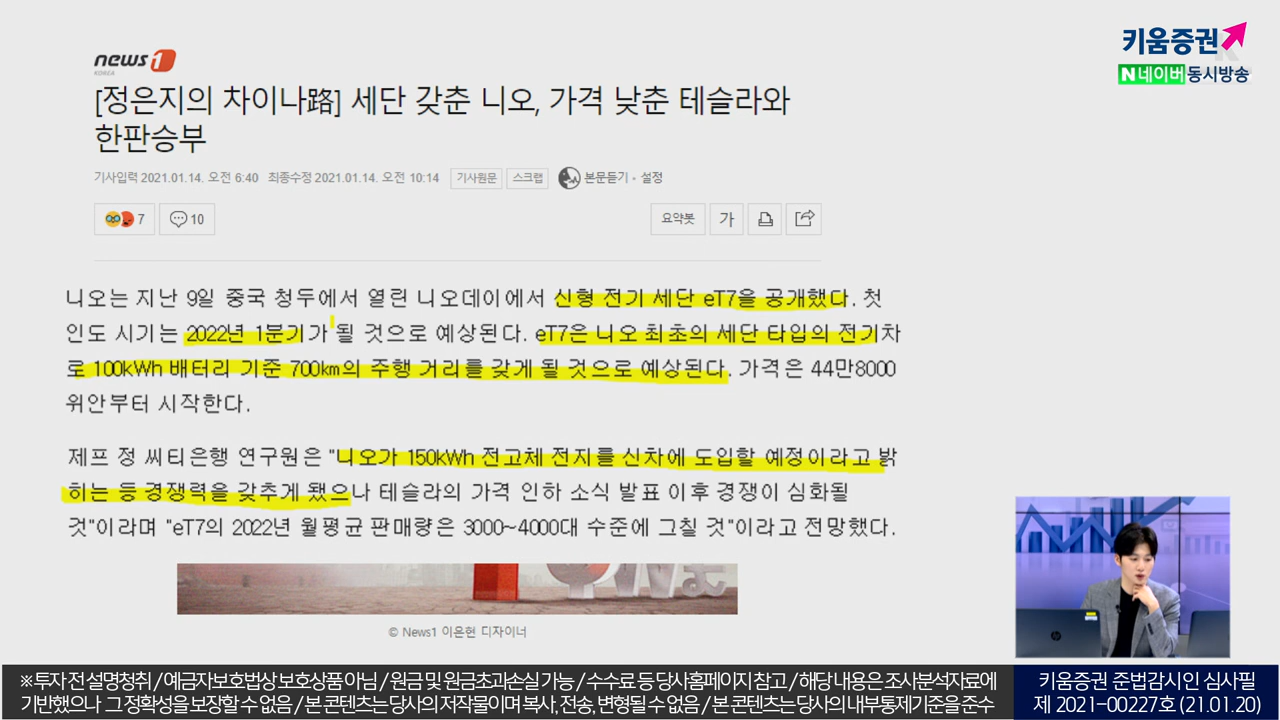 news1
KOREA
키움증권
N 네이버 동시방송
[정은지의 차이나路] 세단 갖춘 니오, 가격 낮춘 테슬라와
한판승부
기사입력 2021.01.14. 오전 6:40 최종수정 2021.01.14. 오전 10:14 기사원문 스크랩 본문듣기 · 설정
7 10 요약봇 가
니오는 지난 9일 중국 청두에서 열린 니오데이에서 신형 전기 세단 eT7을 공개했다. 첫
인도 시기는 2022년 1분기가 될 것으로 예상된다. eT7은 니오 최초의 세단 타입의 전기차
로 100kWh 배터리 기준 700km의 주행 거리를 갖게 될 것으로 예상된다. 가격은 44만8000
위안부터 시작한다.
제프 정 씨티은행 연구원은 "니오가 150kWh 전고체 전지를 신차에 도입할 예정이라고 밝
히는 등 경쟁력을 갖추게 됐으나 테슬라의 가격 인하 소식 발표 이후 경쟁이 심화될
것"이라며 "eT7의 2022년 월평균 판매량은 3000~4000대 수준에 그칠 것"이라고 전망했다.
© News1 이은현 디자이너
hp
※투자 전 설명청취 / 예금자보호법상 보호상품 아님 / 원금 및 원금초과손실 가능 / 수수료 등 당사홈페이지 참고 / 해당 내용은 조사분석자료에
기반했으나 그 정확성을 보장할 수 없음 / 본 콘텐츠는 당사의 저작물이며 복사, 전송, 변형될 수 없음 / 본 콘텐츠는 당사의 내부통제기준을 준수
키움증권 준법감시인 심사필
제 2021-00227호 (21.01.20)